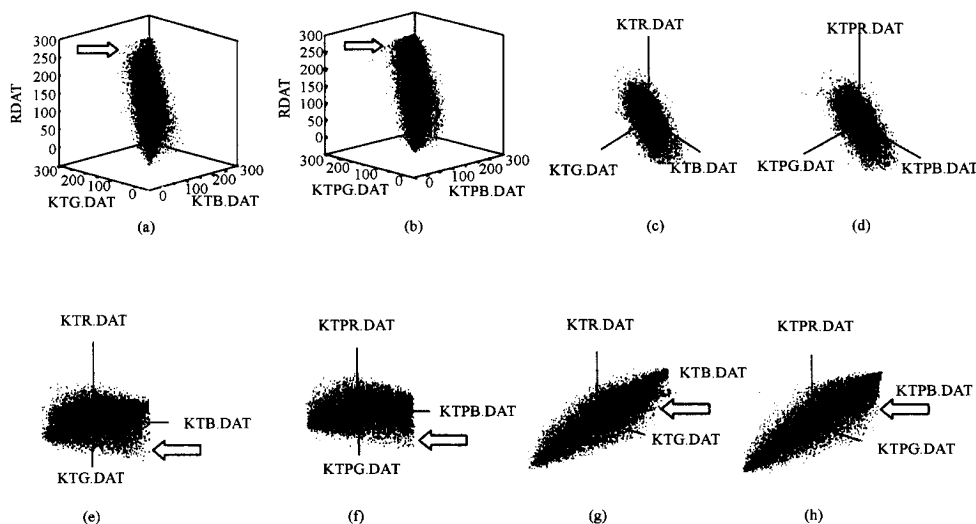 300
250
200
150
100
50
0
RDAT
300
200
100
0
KTG.DAT
0
100
200
300
KTB.DAT
(a)
300
250
200
150
100
50
0
RDAT
300
200
100
0
KTPG.DAT
0
100
200
300
KTPB.DAT
(b)
KTR.DAT
KTG.DAT
KTB.DAT
(c)
KTPR.DAT
KTPG.DAT
KTPB.DAT
(d)
KTR.DAT
KTB.DAT
KTG.DAT
(e)
KTPR.DAT
KTPB.DAT
KTPG.DAT
(f)
KTR.DAT
KTB.DAT
KTG.DAT
(g)
KTPR.DAT
KTPB.DAT
KTPG.DAT
(h)